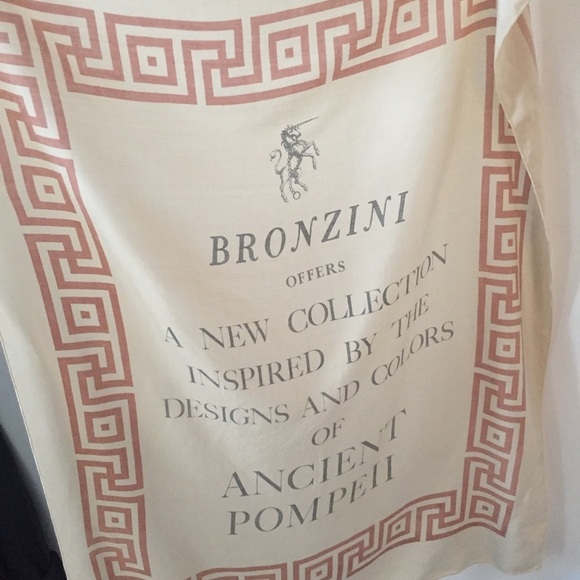 BRONZINI
OFFERS
A NEW COLLECTION
INSPIRED BY THE
DESIGNS AND COLORS
OF
ANCIENT
POMPEII